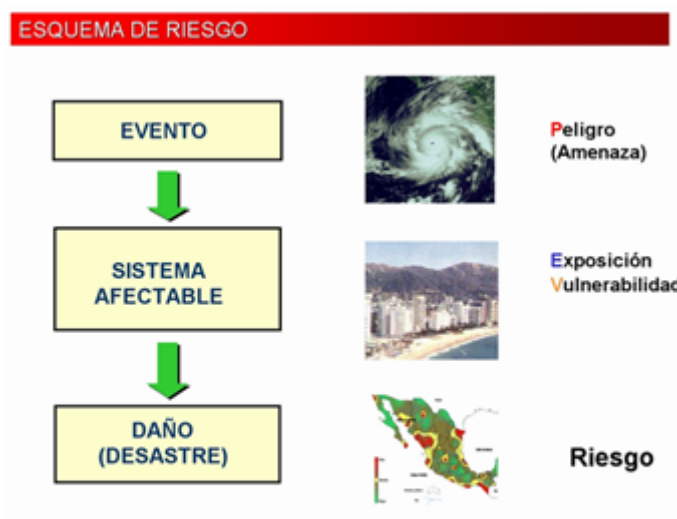 ESQUEMA DE RIESGO
EVENTO
Peligro
(Amenaza)
SISTEMA
AFECTABLE
Exposición
Vulnerabilidad
DAÑO
(DESASTRE)
Riesgo